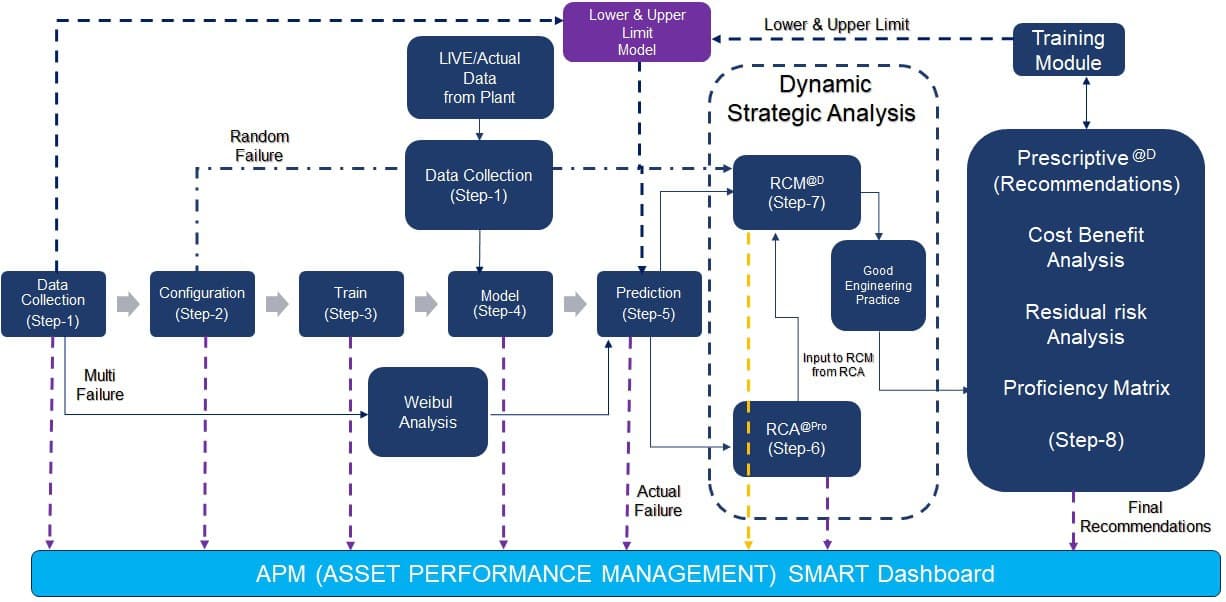 Lower & Upper
Limit
Model
Lower & Upper Limit
Training
Module
LIVE/Actual
Data
from Plant
Dynamic
Strategic Analysis
Random
Failure
Data Collection
(Step-1)
RCM@D
(Step-7)
Prescriptive @D
(Recommendations)
Cost Benefit
Analysis
Residual risk
Analysis
Proficiency Matrix
(Step-8)
Data
Collection
(Step-1)
Configuration
(Step-2)
Train
(Step-3)
Model
(Step-4)
Prediction
(Step-5)
Good
Engineering
Practice
Multi
Failure
Weibul
Analysis
Input to RCM
from RCA
RCA@Pro
(Step-6)
Actual
Failure
Final
Recommendations
APM (ASSET PERFORMANCE MANAGEMENT) SMART Dashboard